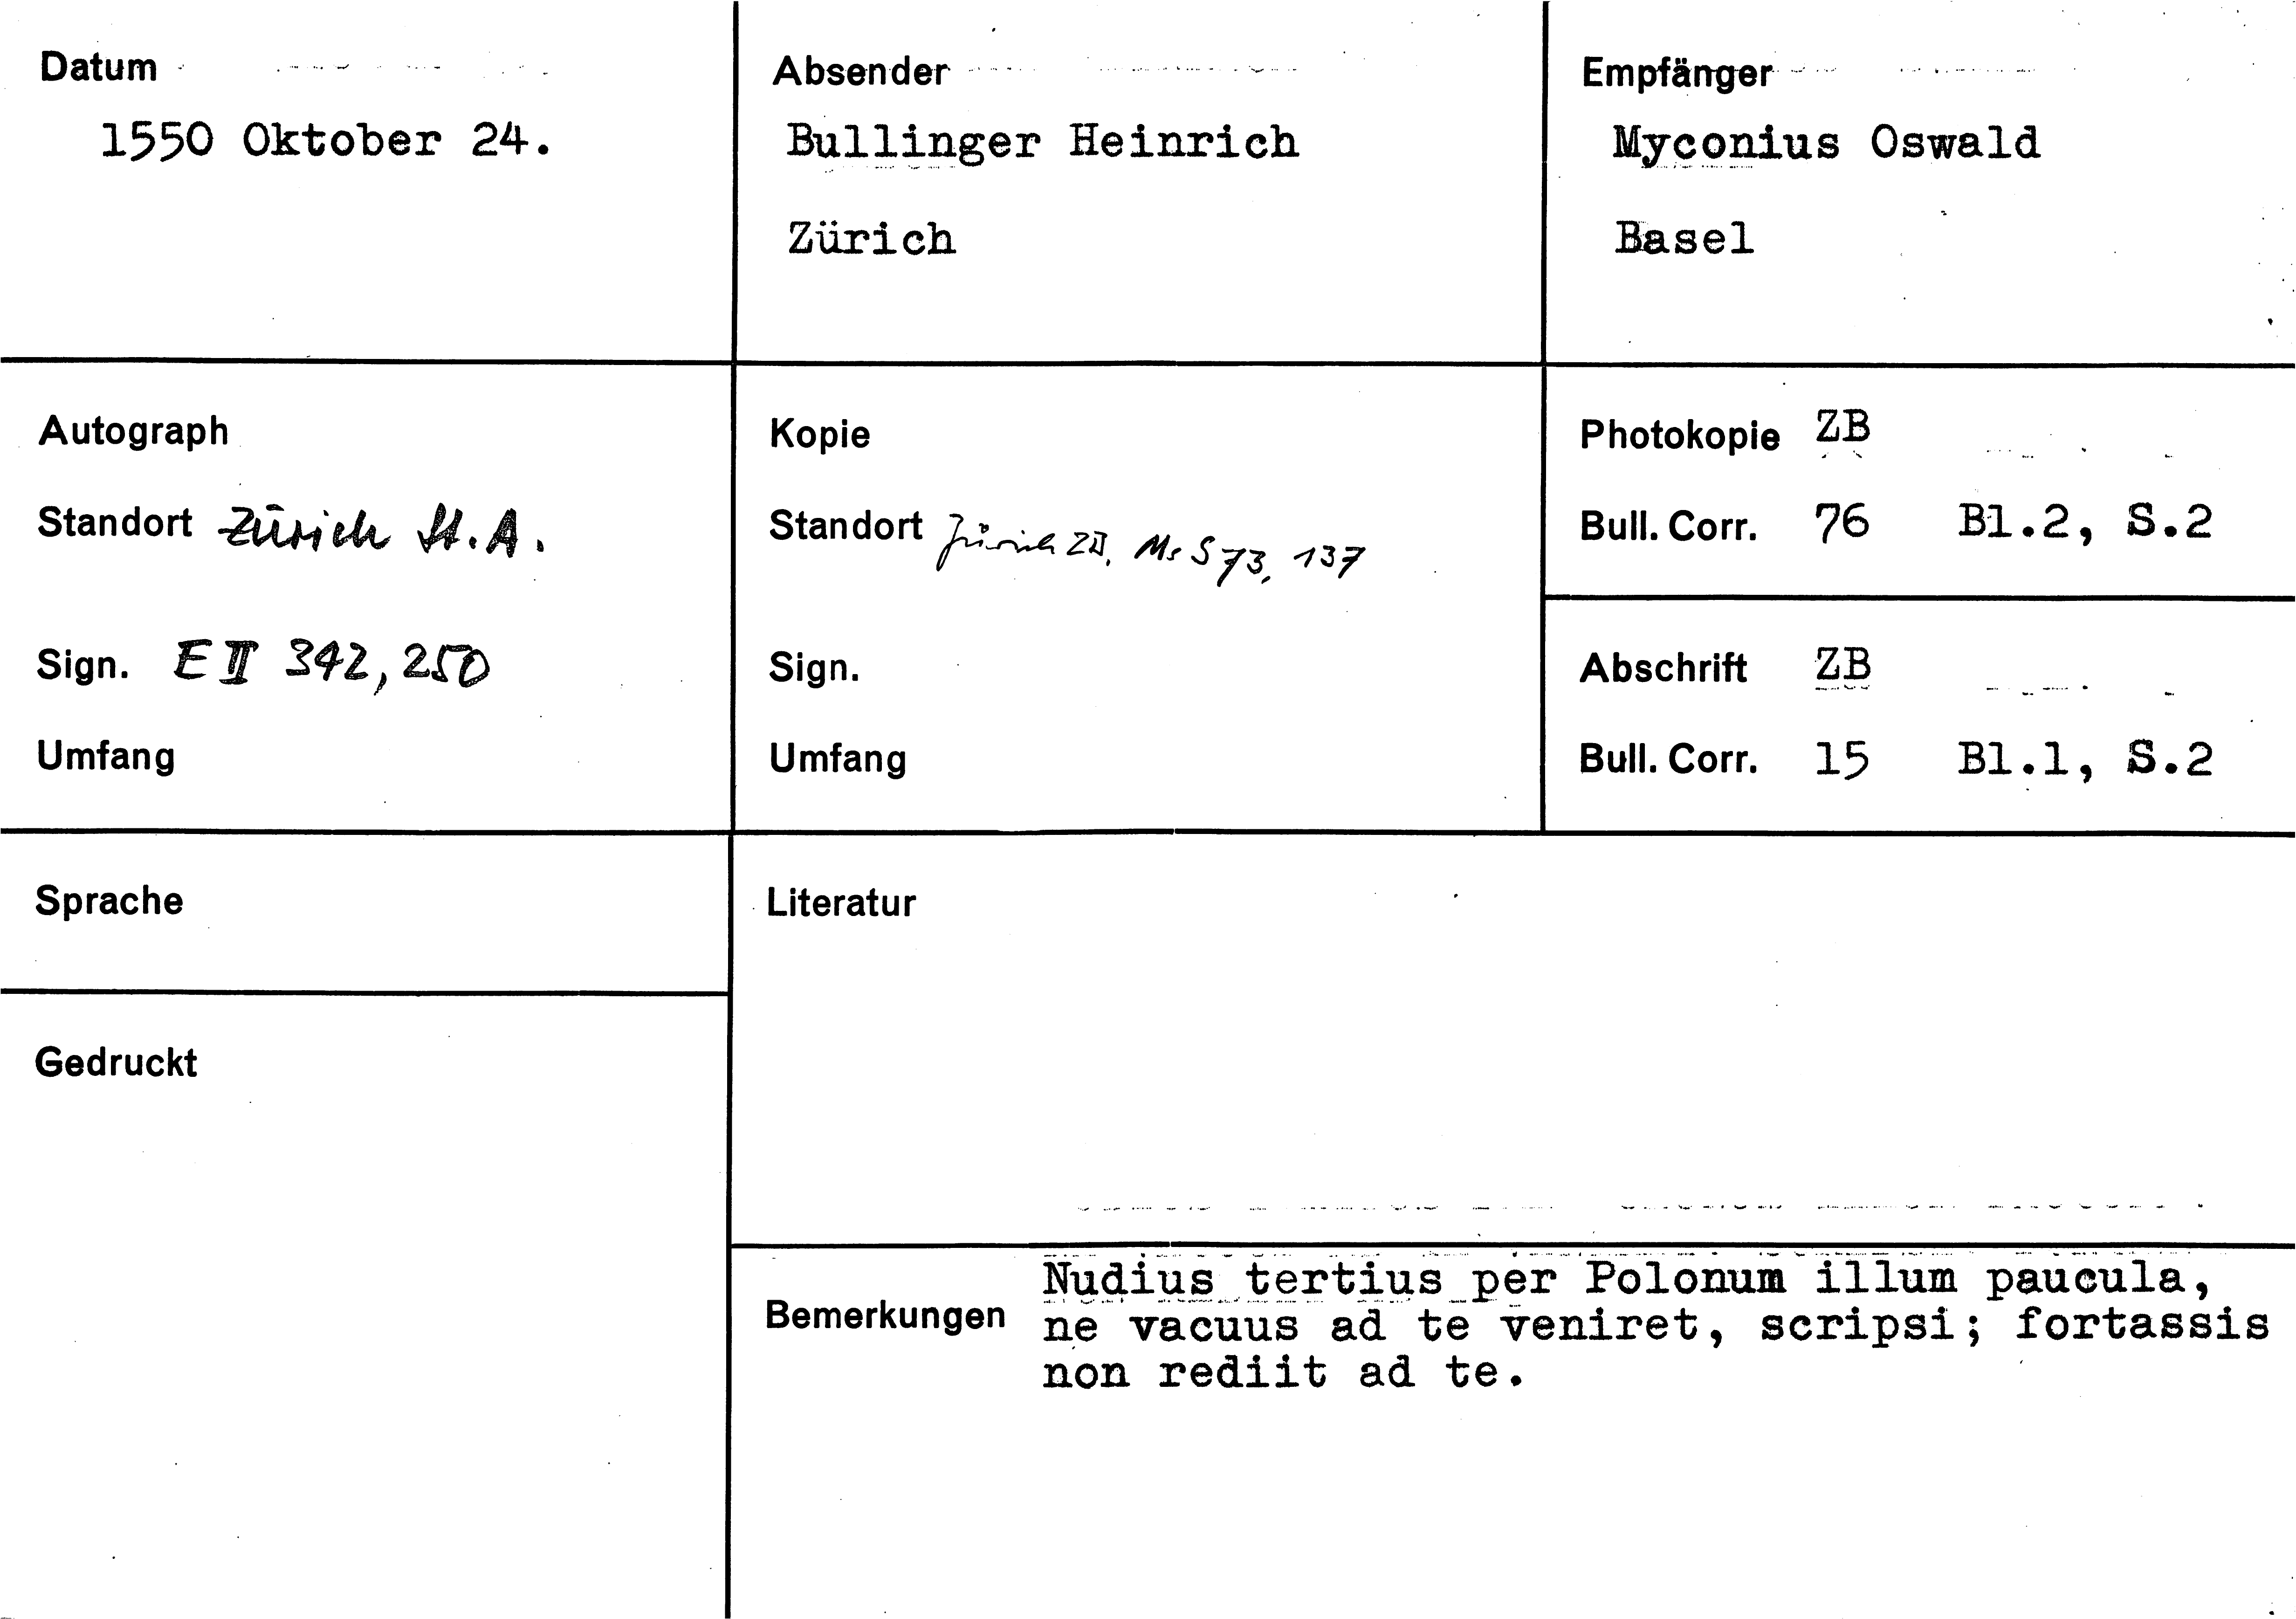 Datum
1550 Oktober 24.
Absender
Bullinger Heinrich
Zürich
Empfänger
Myconius Oswald
Basel
Autograph
Standort Zürich St.A.
Sign. E II 342, 250
Umfang
Kopie
Standort Zürich ZB, Ms S 73, 137
Sign.
Umfang
Photokopie ZB
Bull. Corr. 76 Bl.2, S.2
Abschrift ZB
Bull. Corr. 15 Bl.1, S.2
Sprache
Gedruckt
Literatur
Bemerkungen
Nudius tertius per Polonum illum paucula,
ne vacuus ad te veniret, scripsi; fortassis
non rediit ad te.